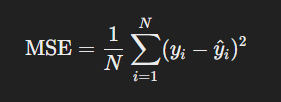 MSE = \frac{1}{N} \sum_{i=1}^{N} (y_i - \hat{y}_i)^2